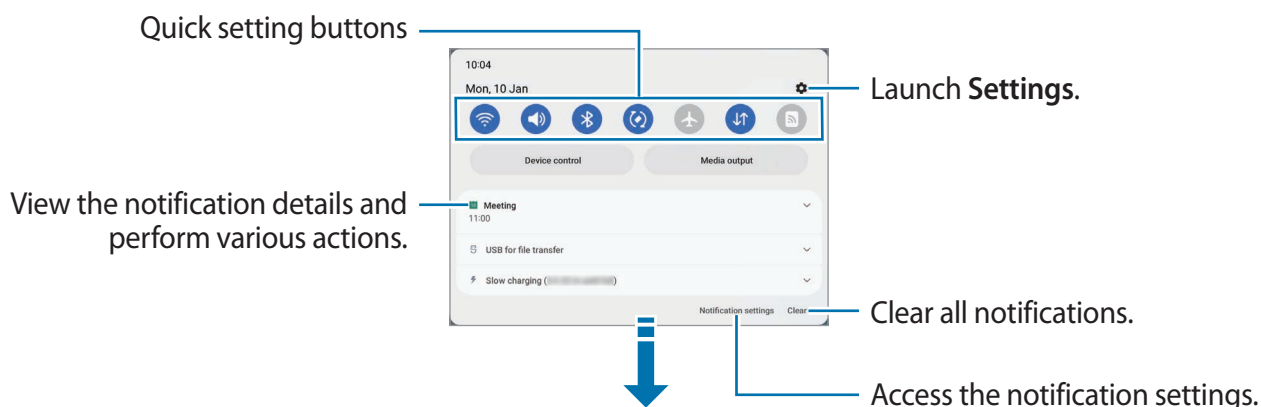 Quick setting buttons
10:04
Mon, 10 Jan
Launch Settings.
Device control
Media output
View the notification details and
perform various actions.
Meeting
11:00
USB for file transfer
Slow charging ( )
Notification settings
Clear
Clear all notifications.
Access the notification settings.